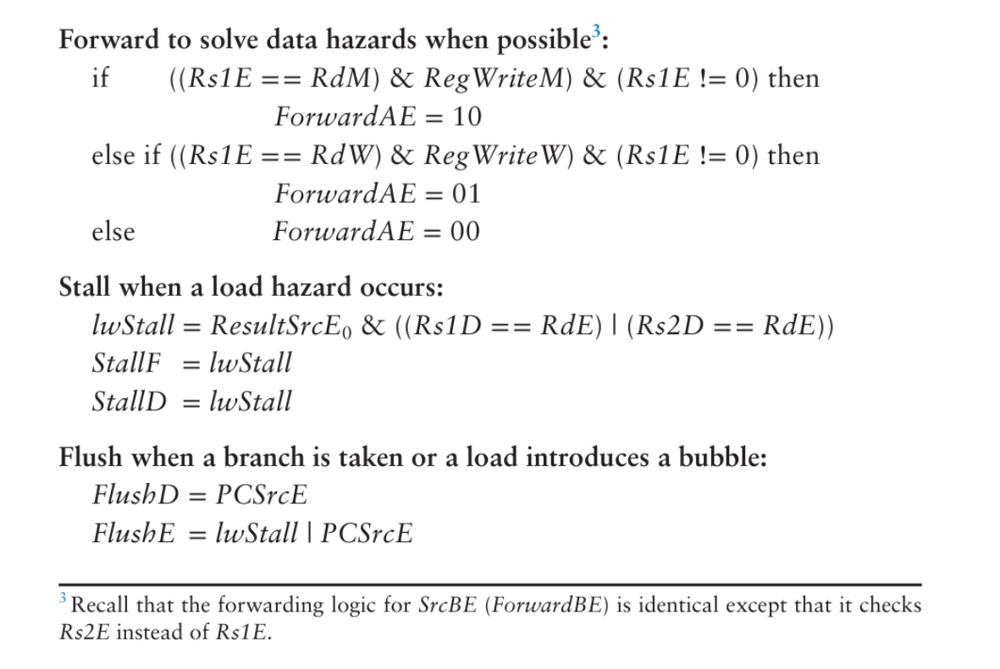 Forward to solve data hazards when possible³:
if ((Rs1E == RdM) & RegWriteM) & (Rs1E != 0) then
ForwardAE = 10
else if ((Rs1E == RdW) & RegWriteW) & (Rs1E != 0) then
ForwardAE = 01
else ForwardAE = 00
Stall when a load hazard occurs:
lwStall = ResultSrcE₀ & ((Rs1D == RdE) | (Rs2D == RdE))
StallF = lwStall
StallD = lwStall
Flush when a branch is taken or a load introduces a bubble:
FlushD = PCSrcE
FlushE = lwStall | PCSrcE
³ Recall that the forwarding logic for SrcBE (ForwardBE) is identical except that it checks
Rs2E instead of Rs1E.